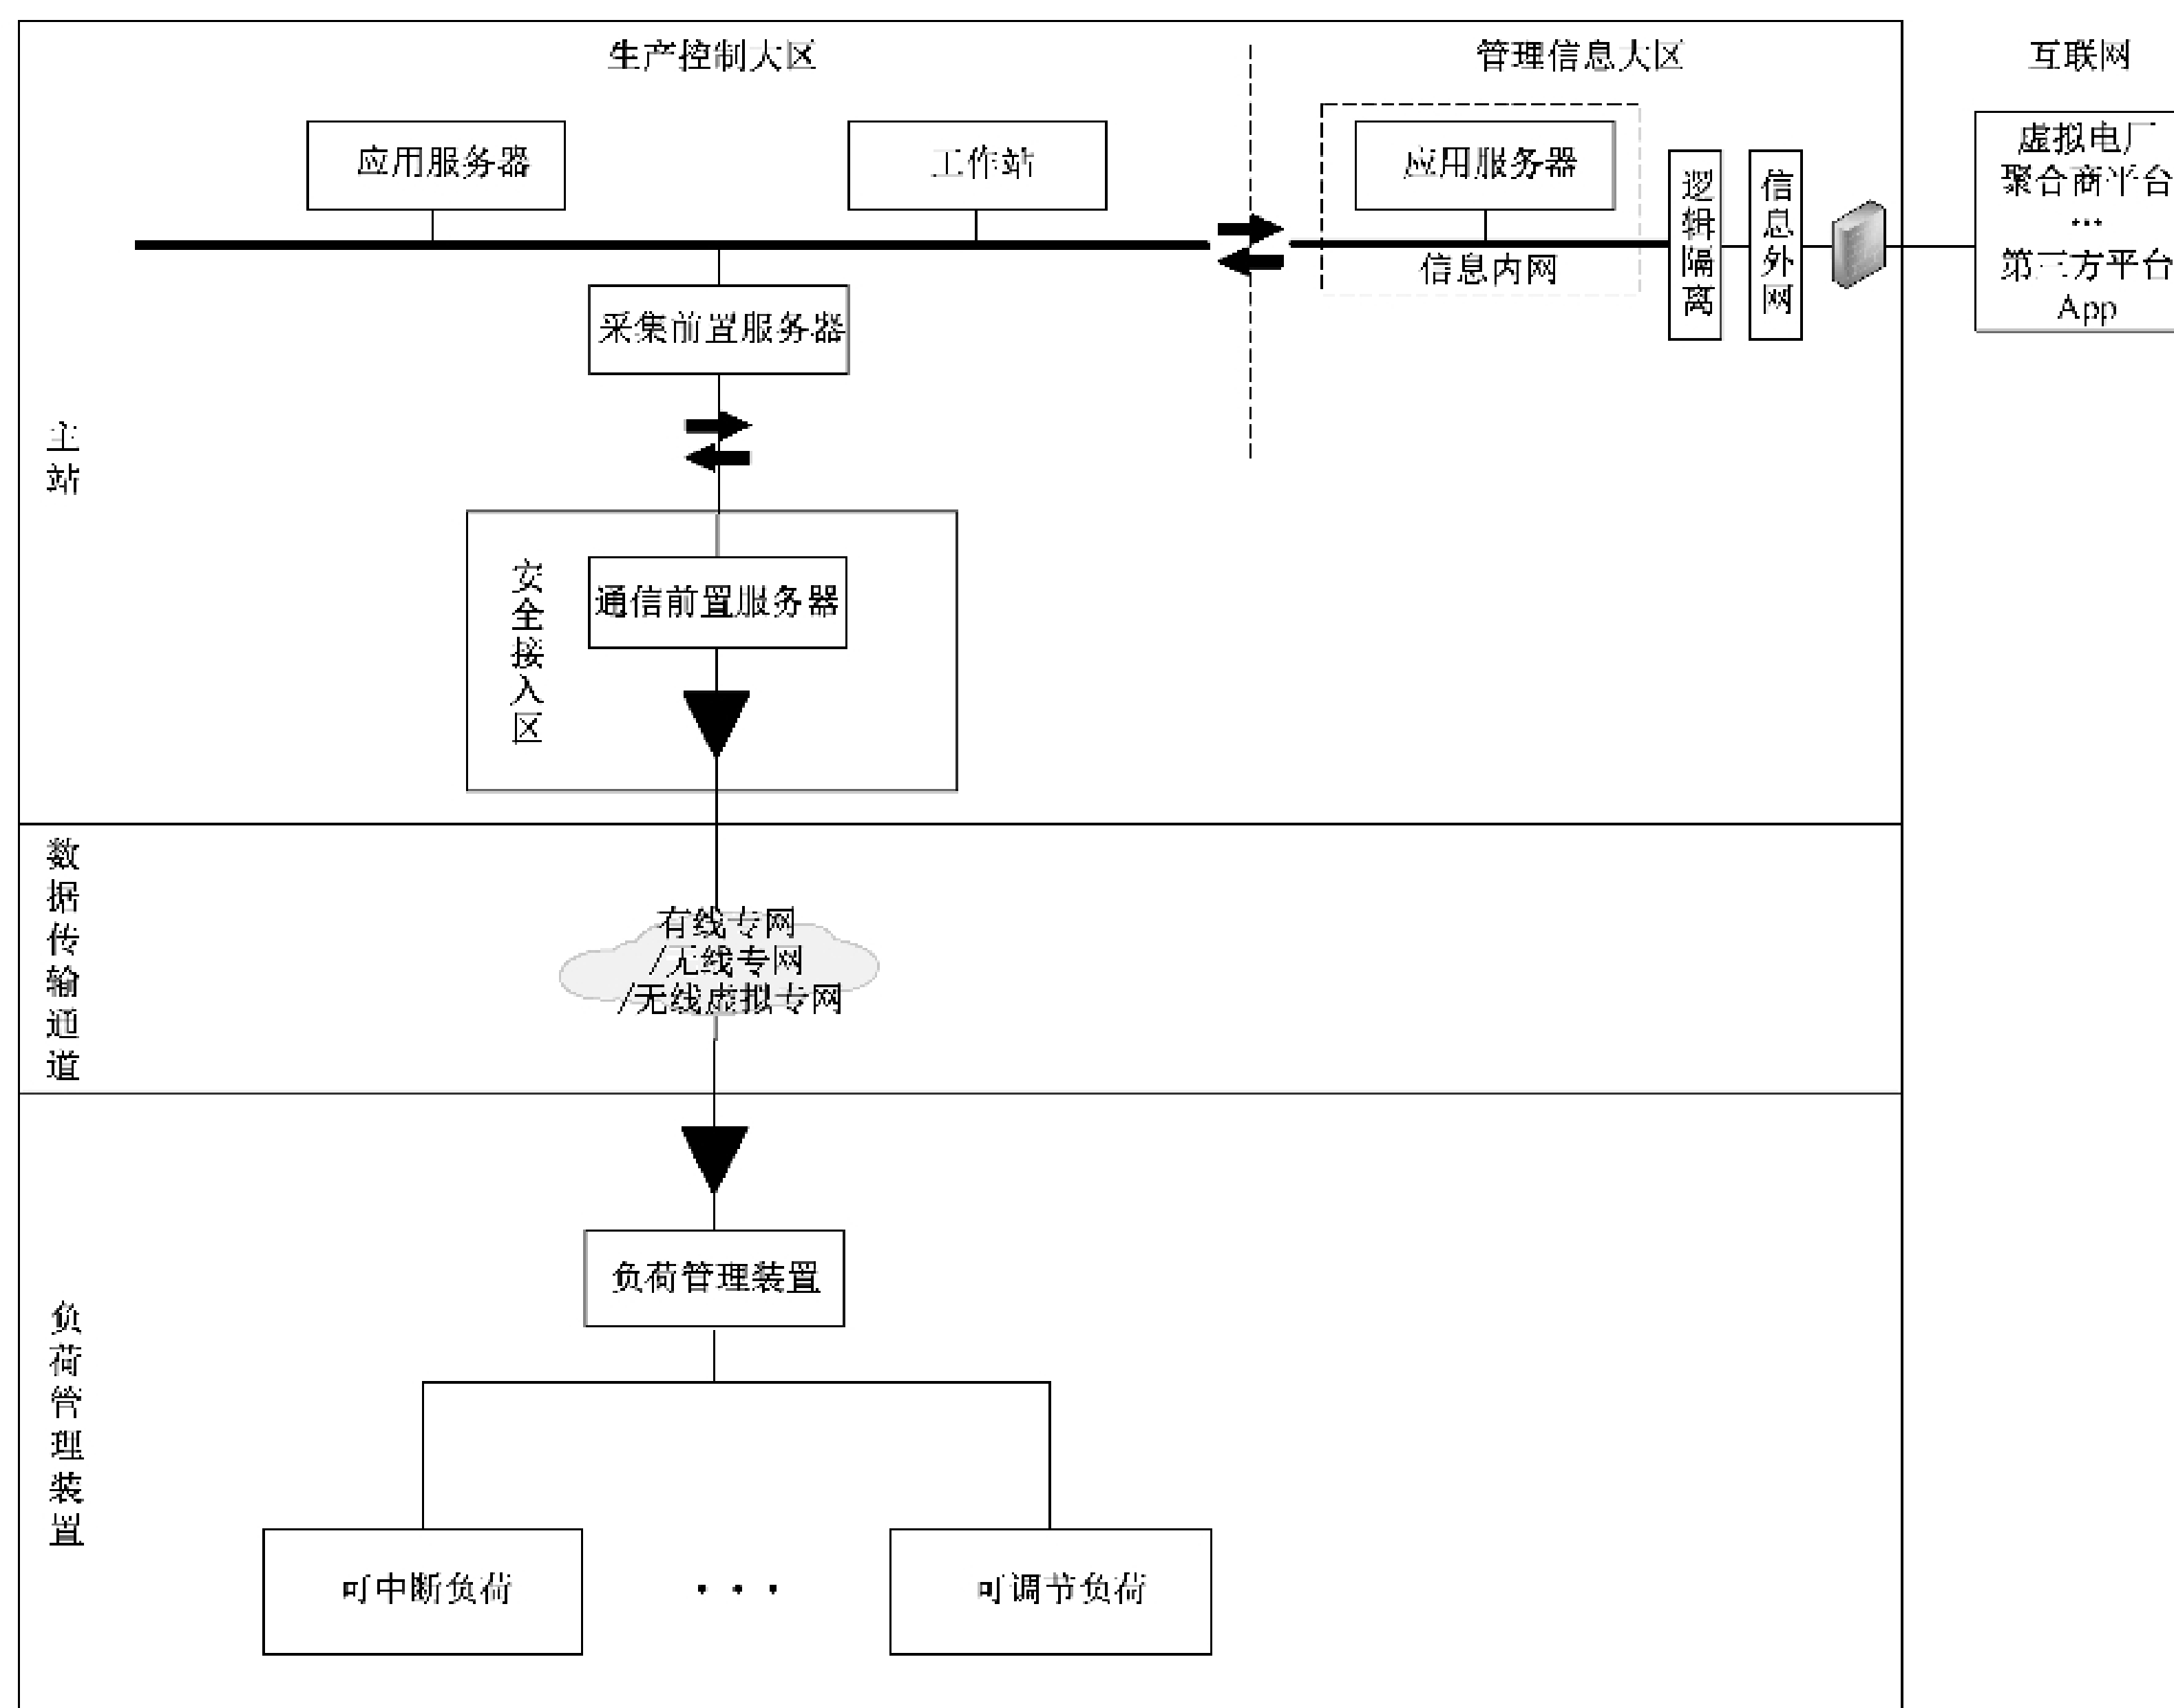 生产控制大区
管理信息大区
互联网
应用服务器
工作站
应用服务器
信息内网
逻辑隔离
信息外网
虚拟电厂
聚合商平台
...
第三方平台
App
采集前置服务器
主站
安全接入区
通信前置服务器
数据传输通道
有线专网
/无线专网
/无线虚拟专网
负荷管理装置
负荷管理装置
可中断负荷
...
可调节负荷